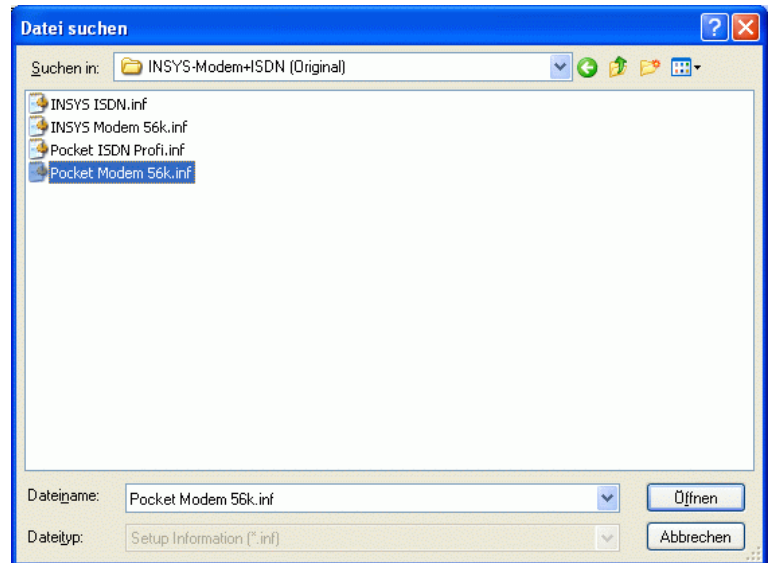 Datei suchen
Suchen in: INSYS-Modem+ISDN (Original)
INSYS ISDN.inf
INSYS Modem 56k.inf
Pocket ISDN Profi.inf
Pocket Modem 56k.inf
Dateiname: Pocket Modem 56k.inf Öffnen
Dateityp: Setup Information (*.inf) Abbrechen